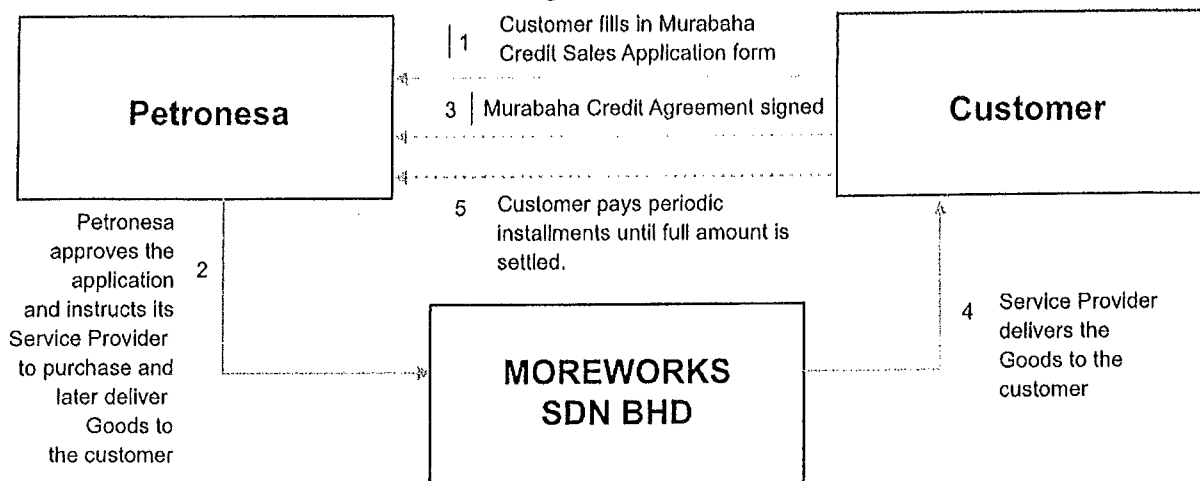 1
Customer fills in Murabaha
Credit Sales Application form
Petronesa
3
Murabaha Credit Agreement signed
Customer
5
Customer pays periodic
installments until full amount is
settled.
Petronesa
approves the
application
and instructs its
Service Provider
to purchase and
later deliver
Goods to
the customer
2
MOREWORKS
SDN BHD
4
Service Provider
delivers the
Goods to the
customer